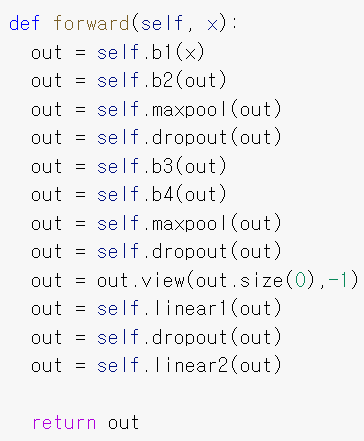 def forward(self, x):
  out = self.b1(x)
  out = self.b2(out)
  out = self.maxpool(out)
  out = self.dropout(out)
  out = self.b3(out)
  out = self.b4(out)
  out = self.maxpool(out)
  out = self.dropout(out)
  out = out.view(out.size(0),-1)
  out = self.linear1(out)
  out = self.dropout(out)
  out = self.linear2(out)

  return out